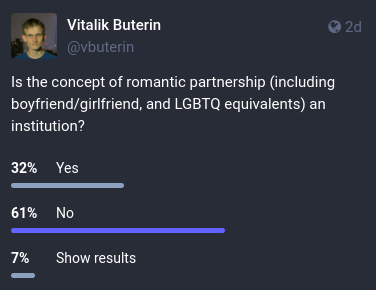 Vitalik Buterin
@vbuterin
2d
Is the concept of romantic partnership (including
boyfriend/girlfriend, and LGBTQ equivalents) an
institution?
32% Yes
61% No
7% Show results